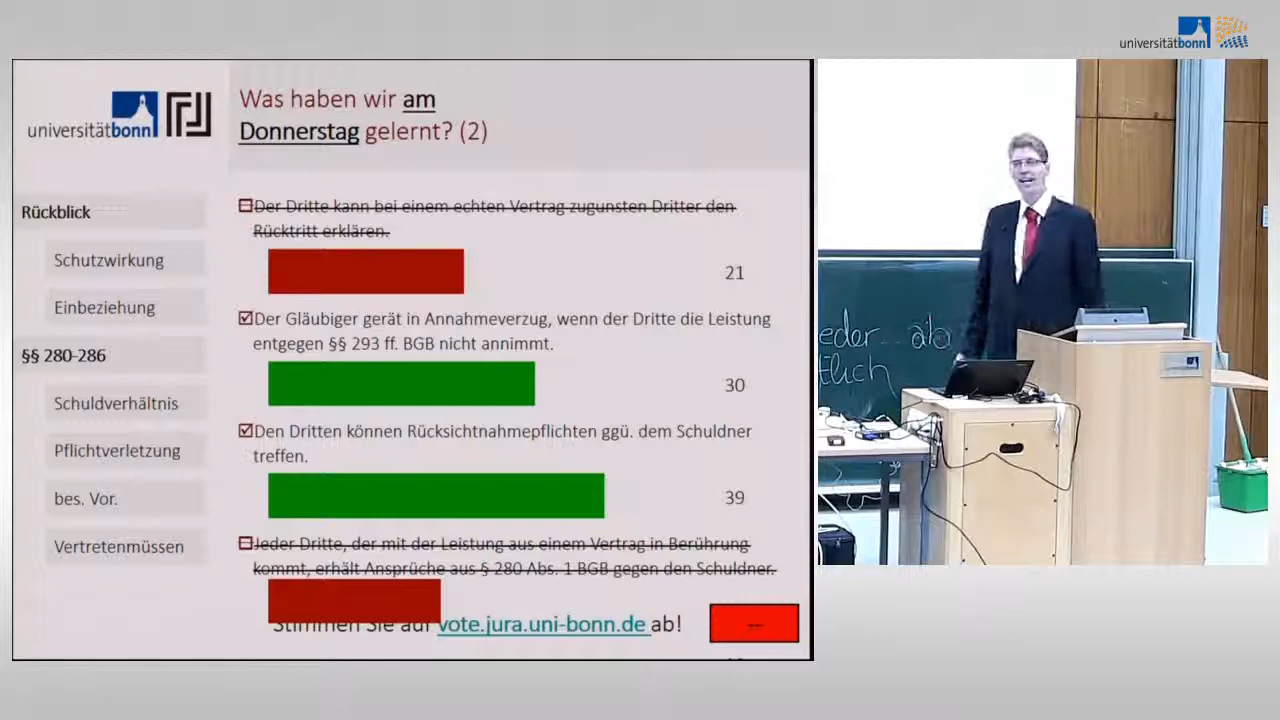 universitätbonn
universitätbonn
Was haben wir am
Donnerstag gelernt? (2)
Rückblick
Schutzwirkung
Einbeziehung
§§ 280-286
Schuldverhältnis
Pflichtverletzung
bes. Vor.
Vertretenmüssen
Der Dritte kann bei einem echten Vertrag zugunsten Dritter den
Rücktritt erklären.
21
Der Gläubiger gerät in Annahmeverzug, wenn der Dritte die Leistung
entgegen §§ 293 ff. BGB nicht annimmt.
30
Den Dritten können Rücksichtnahmepflichten ggü. dem Schuldner
treffen.
39
Jeder Dritte, der mit der Leistung aus einem Vertrag in Berührung
kommt, erhält Ansprüche aus § 280 Abs. 1 BGB gegen den Schuldner.
Stimmen Sie auf vote.jura.uni-bonn.de ab!
eder ab
tlich